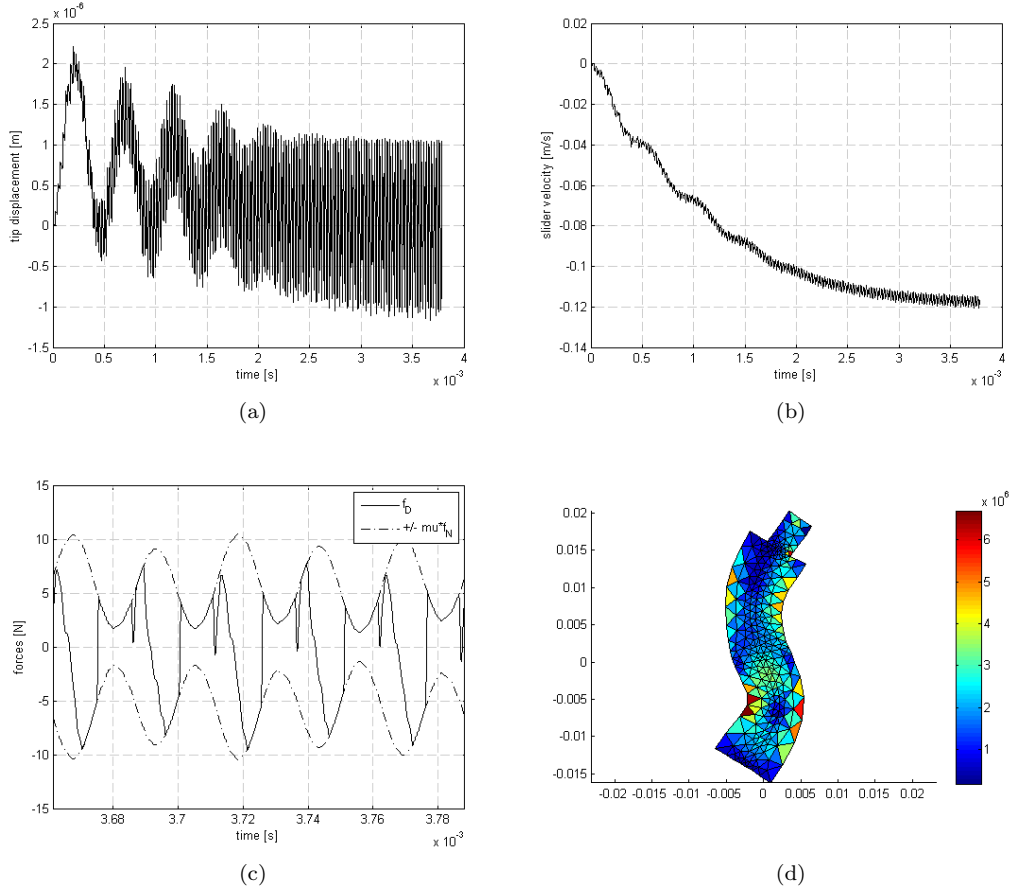 x 10^-6
2.5
2
1.5
1
0.5
0
-0.5
-1
-1.5
tip displacement [m]
0 0.5 1 1.5 2 2.5 3 3.5 4
time [s]
x 10^-3
(a)
0.02
0
-0.02
-0.04
-0.06
-0.08
-0.1
-0.12
-0.14
slider velocity [m/s]
0 0.5 1 1.5 2 2.5 3 3.5 4
time [s]
x 10^-3
(b)
15
10
5
0
-5
-10
-15
forces [N]
f_D
+/- mu*f_N
3.68 3.7 3.72 3.74 3.76 3.78
time [s]
x 10^-3
(c)
0.02
0.015
0.01
0.005
0
-0.005
-0.01
-0.015
-0.02 -0.015 -0.01 -0.005 0 0.005 0.01 0.015 0.02
x 10^6
6
5
4
3
2
1
(d)